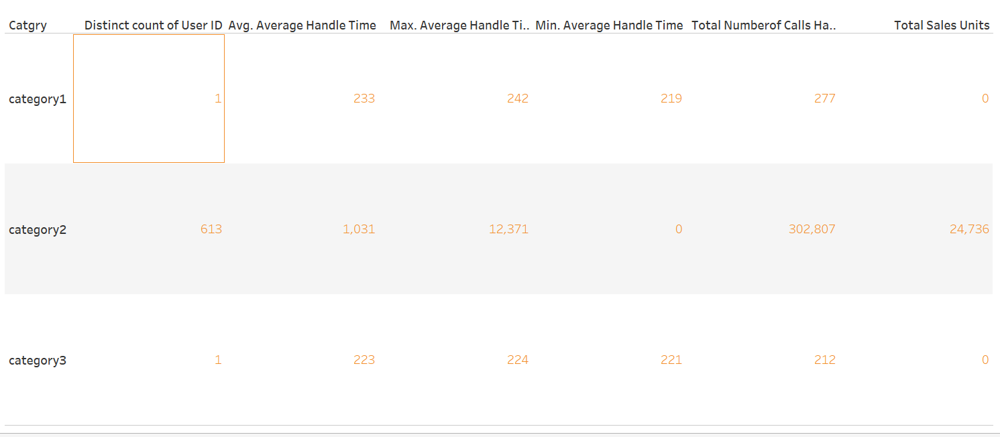 Catgry Distinct count of User ID Avg. Average Handle Time Max. Average Handle Ti.. Min. Average Handle Time Total Numberof Calls Ha.. Total Sales Units
category1 1 233 242 219 277 0
category2 613 1,031 12,371 0 302,807 24,736
category3 1 223 224 221 212 0